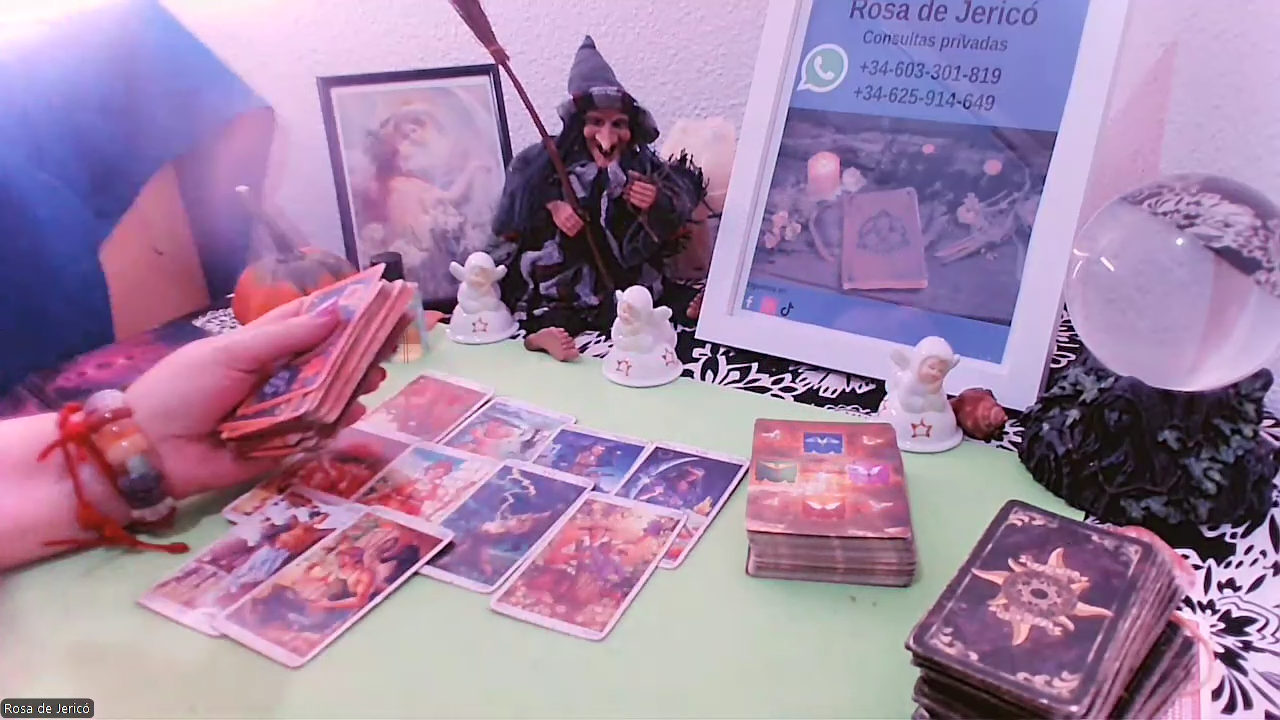 Rosa de Jericó
Consultas privadas
+34-603-301-819
+34-625-914-649
Rosa de Jericó